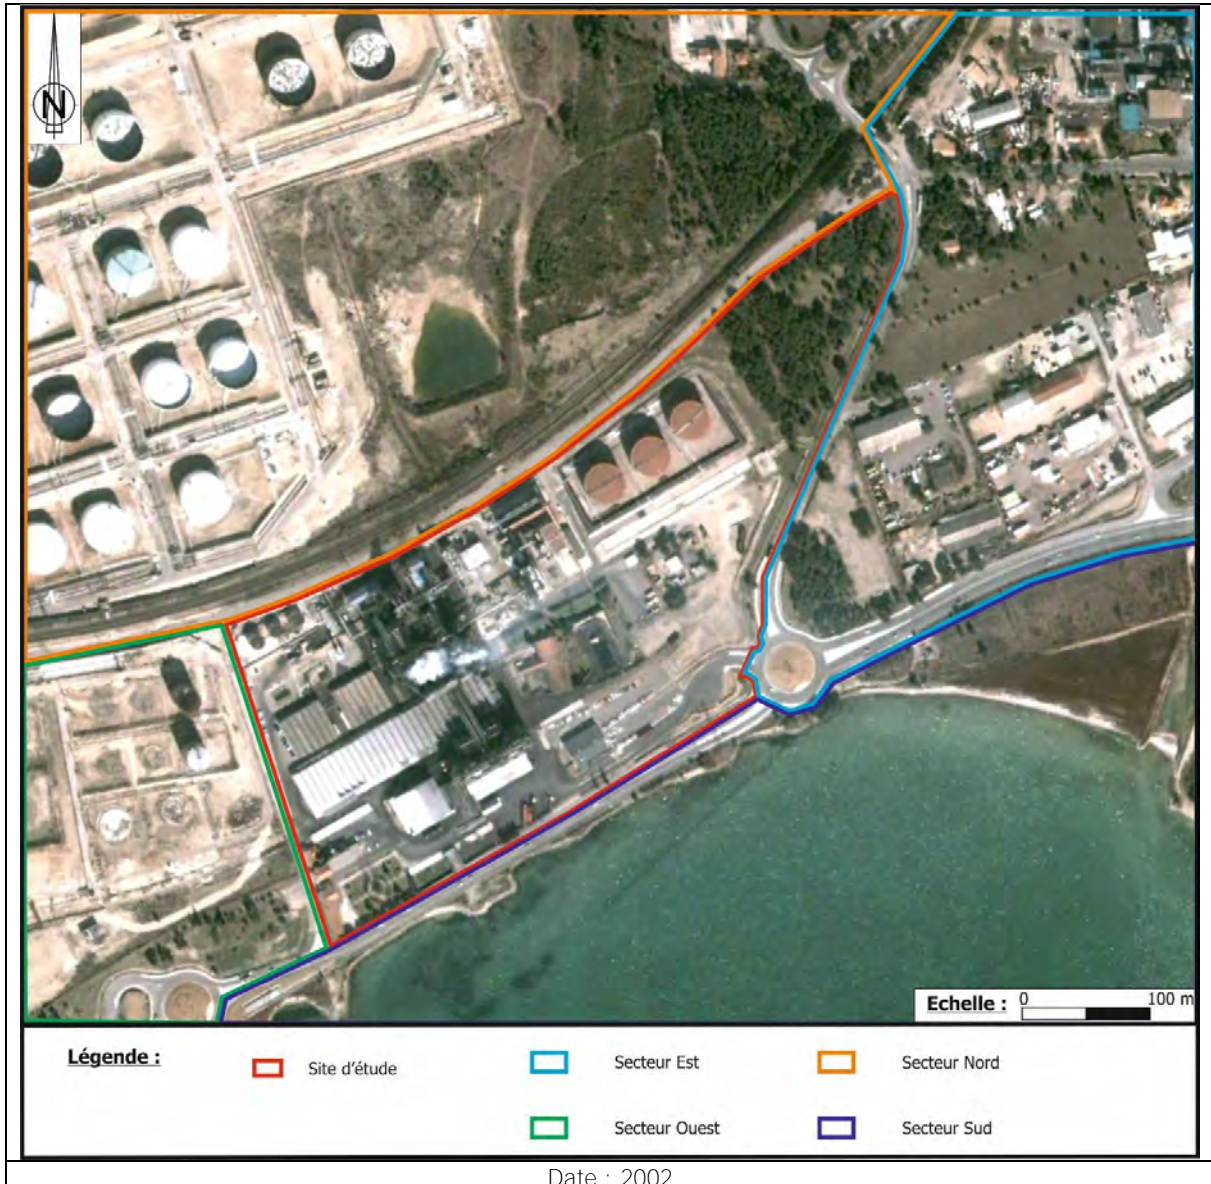 N
Echelle : 0 100 m
Légende :
Site d'étude
Secteur Est
Secteur Nord
Secteur Ouest
Secteur Sud
Date : 2002